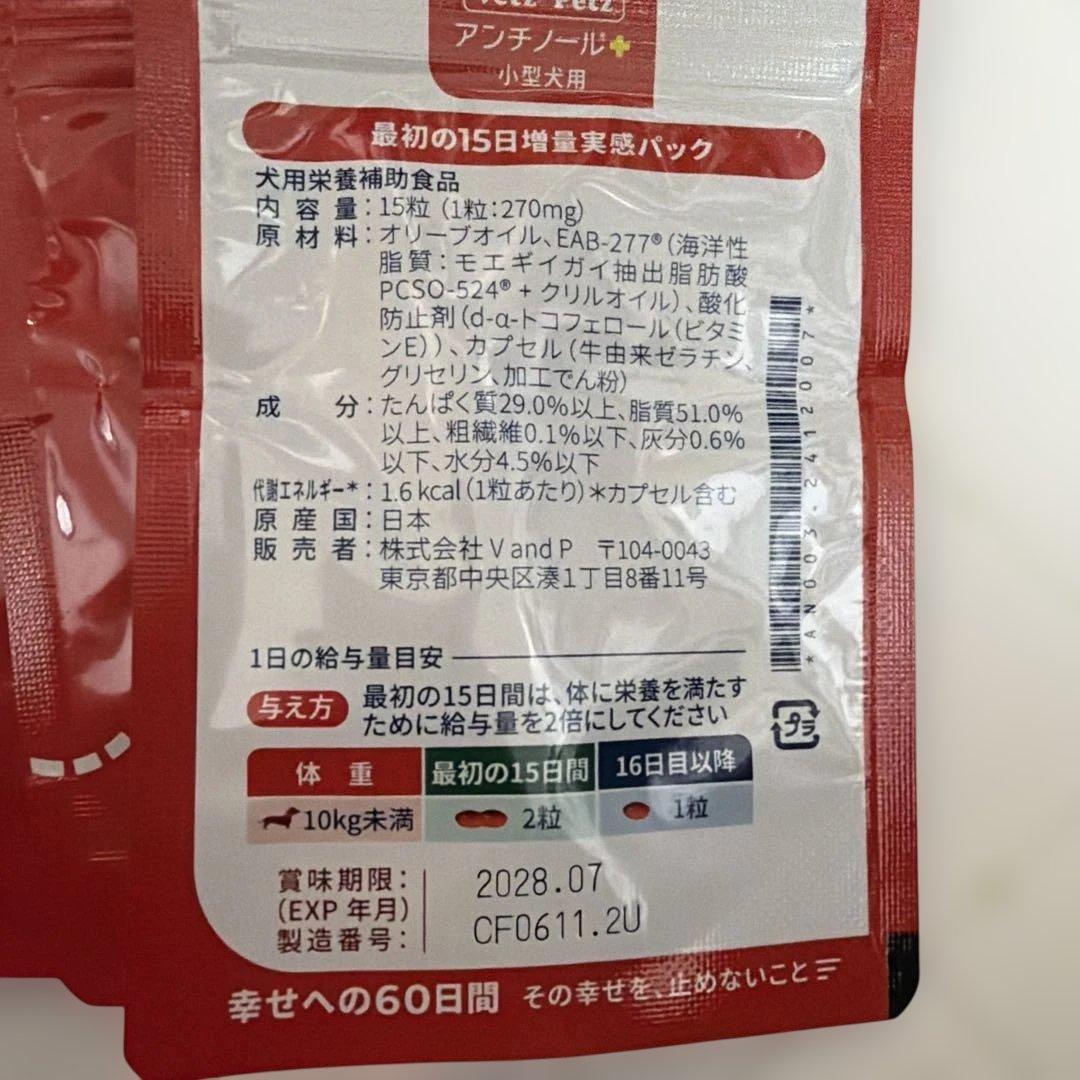 Vetz Petz
アンチノール
小型犬用
最初の15日増量実感パック
犬用栄養補助食品
内容量：15粒（1粒：270mg）
原材料：オリーブオイル、EAB-277®（海洋性
脂質：モエギイガイ抽出脂肪酸
PCSO-524® + クリルオイル）、酸化
防止剤（d-α-トコフェロール（ビタミ
ンE））、カプセル（牛由来ゼラチン、
グリセリン、加工でん粉）
成分：たんぱく質29.0%以上、脂質51.0%
以上、粗繊維0.1%以下、灰分0.6%
以下、水分4.5%以下
代謝エネルギー*：1.6 kcal（1粒あたり）*カプセル含む
原産国：日本
販売者：株式会社 V and P 〒104-0043
東京都中央区湊1丁目8番11号
*AN003-2412007*
1日の給与量目安
与え方 最初の15日間は、体に栄養を満たす
ために給与量を2倍にしてください
プラ
体重 最初の15日間 16日目以降
10kg未満 2粒 1粒
賞味期限： 2028.07
(EXP 年月)
製造番号： CF0611.2U
幸せへの60日間 その幸せを、止めないこと